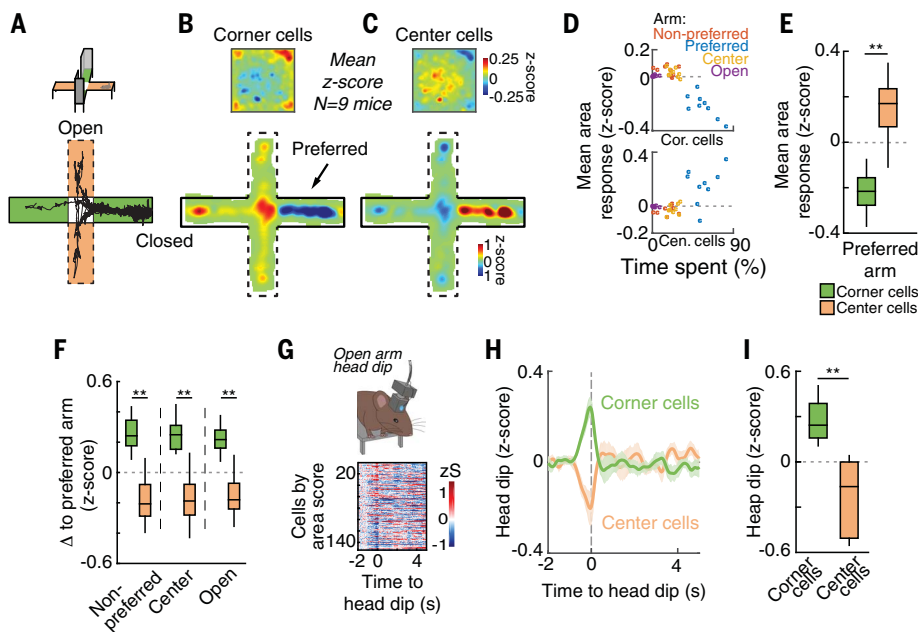 A
Open
Closed
B
Corner cells
Mean
z-score
N=9 mice
Preferred
C
Center cells
0.25
-0.25
z-score
1
0
1
z-score
D
Arm:
Non-preferred
Preferred
Center
Open
Mean area
response (z-score)
0.2
0
-0.4
Cor. cells
0.4
0
-0.2
Cen. cells
0
90
Time spent (%)
E
Mean area
response (z-score)
0.4
0
-0.4
**
Preferred
arm
Corner cells
Center cells
F
Δ to preferred arm
(z-score)
0.6
0
-0.6
** ** **
Non-
preferred
Center
Open
G
Open arm
head dip
Cells by
area score
20
140
zS
1
-1
-2 0 4
Time to
head dip (s)
H
Head dip (z-score)
0.4
0
-0.4
Corner cells
Center cells
-2 0 4
Time to head dip (s)
I
Heap dip (z-score)
0.6
0
-0.6
**
Corner
cells
Center
cells